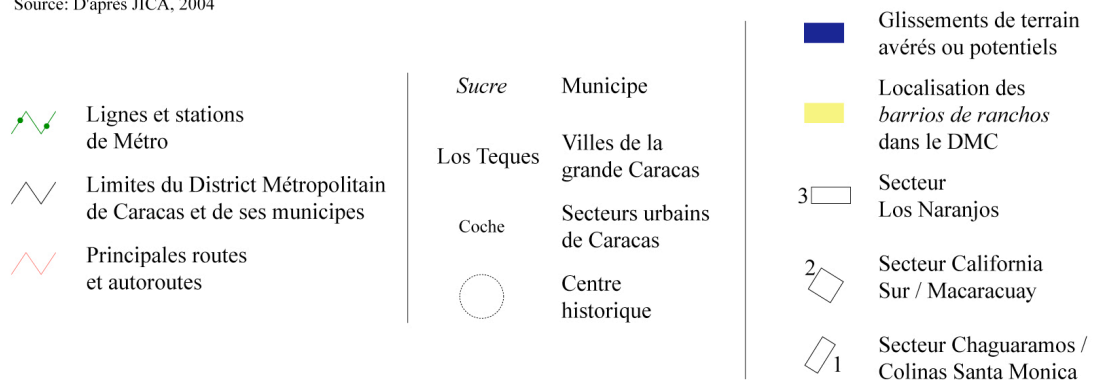 Source: D'après JICA, 2004
Lignes et stations
de Métro
Limites du District Métropolitain
de Caracas et de ses municipes
Principales routes
et autoroutes
Sucre
Municipe
Los Teques
Villes de la
grande Caracas
Coche
Secteurs urbains
de Caracas
Centre
historique
Glissements de terrain
avérés ou potentiels
Localisation des
barrios de ranchos
dans le DMC
3
Secteur
Los Naranjos
2
Secteur California
Sur / Macaracuay
1
Secteur Chaguaramos /
Colinas Santa Monica